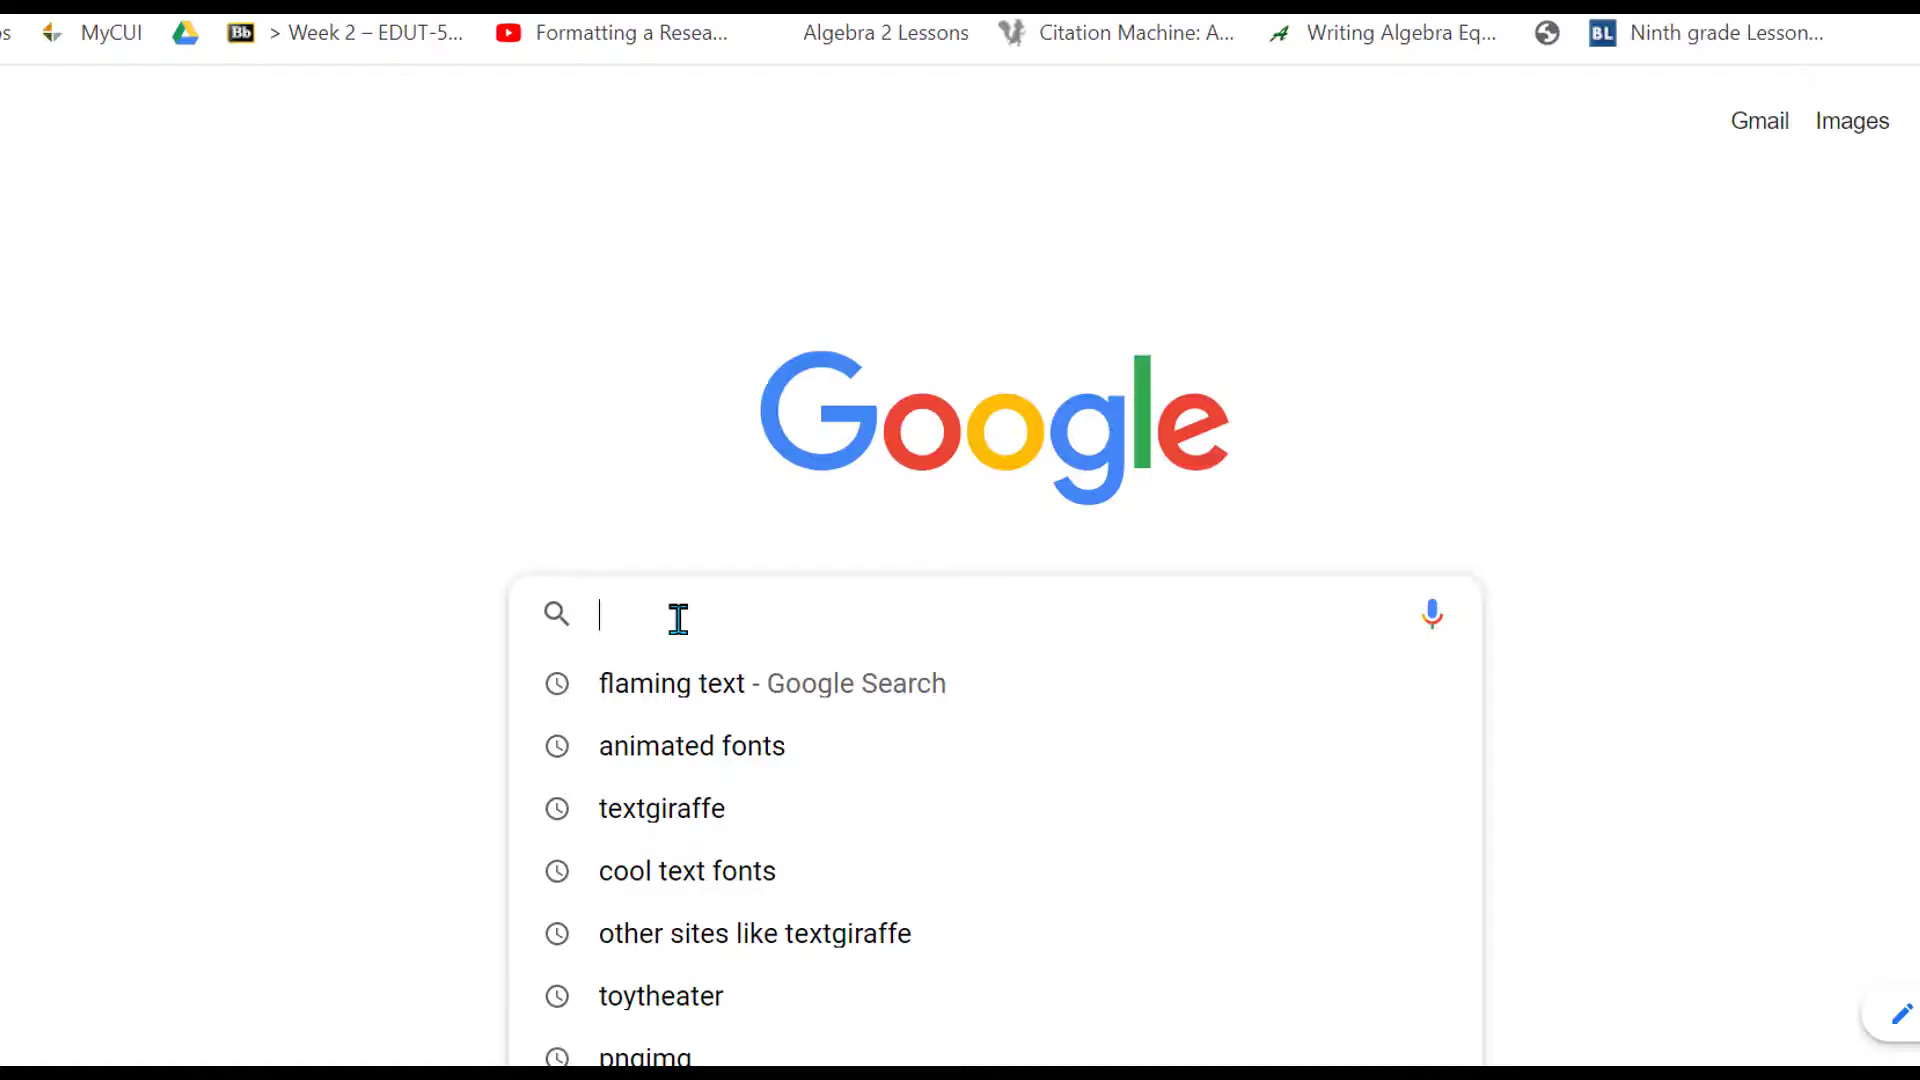 MyCUI Bb > Week 2 – EDUT-5... Formatting a Resea... Algebra 2 Lessons Citation Machine: A... Writing Algebra Eq... BL Ninth grade Lesson...
Gmail Images
Google
flaming text - Google Search
animated fonts
textgiraffe
cool text fonts
other sites like textgiraffe
toytheater
pngimg